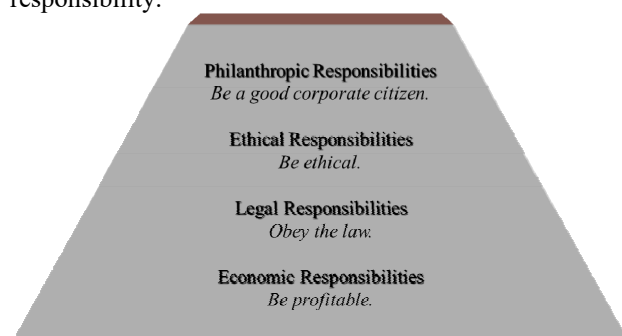 responsibility.
Philanthropic Responsibilities
Be a good corporate citizen.
Ethical Responsibilities
Be ethical.
Legal Responsibilities
Obey the law.
Economic Responsibilities
Be profitable.